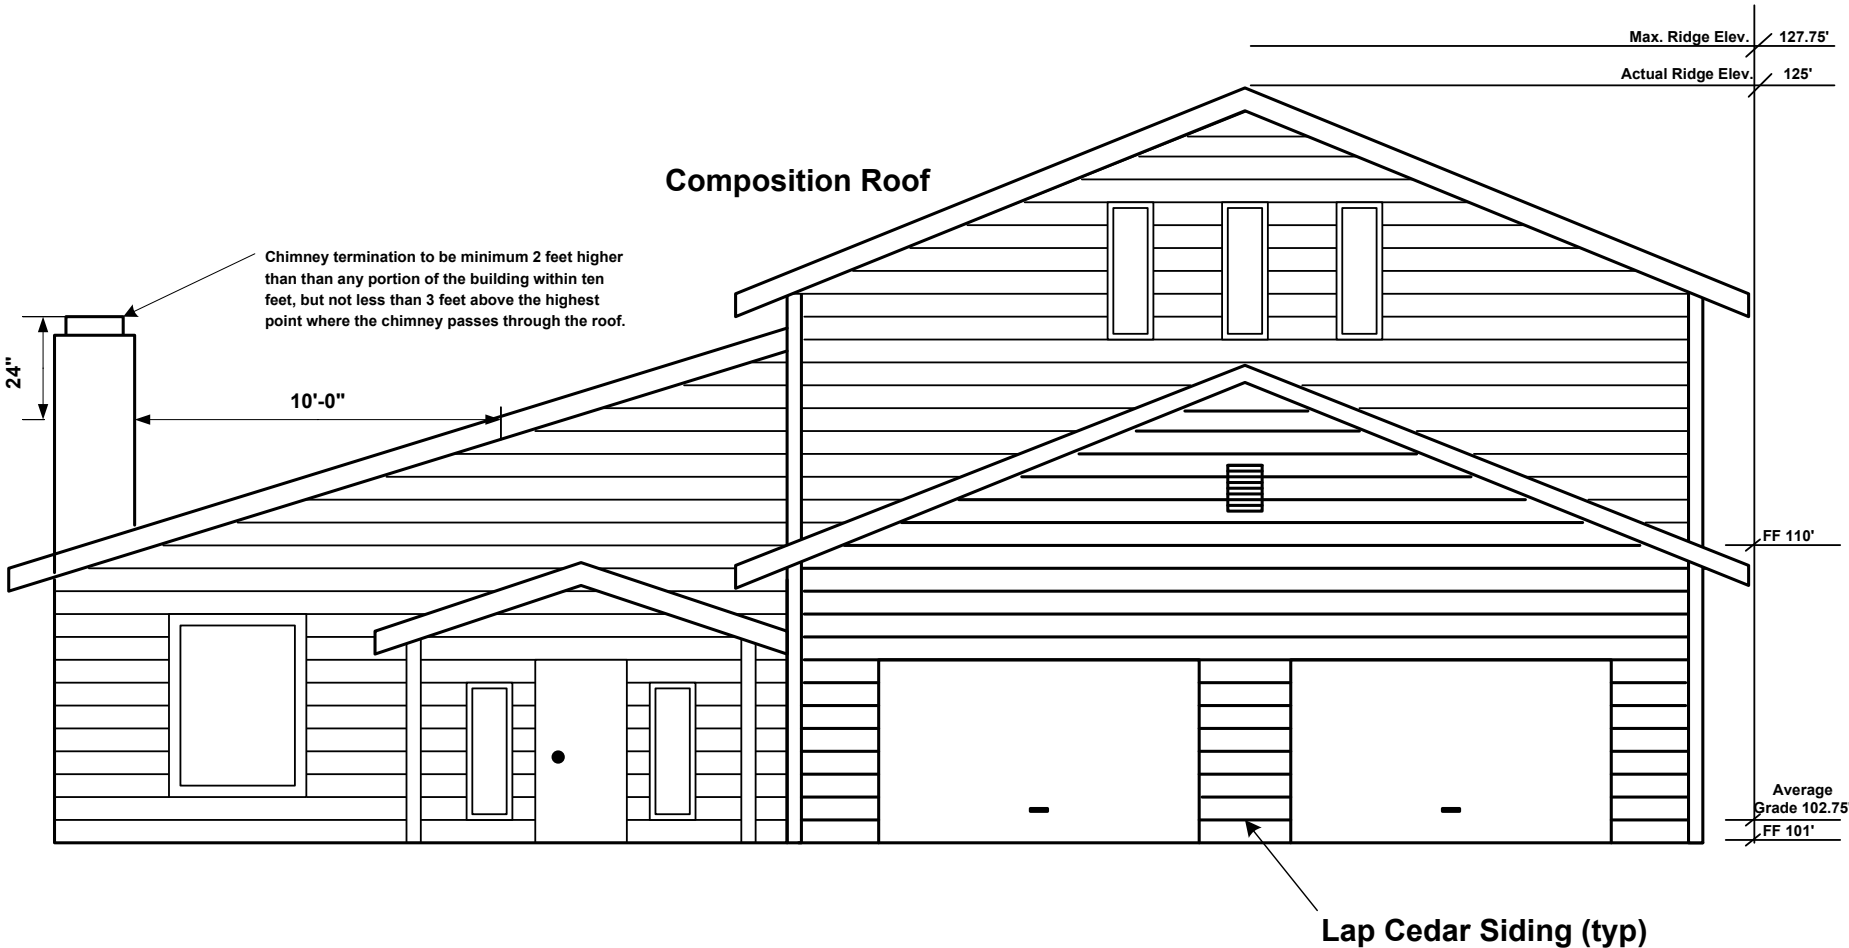 Max. Ridge Elev. 127.75'
Actual Ridge Elev. 125'
Composition Roof
Chimney termination to be minimum 2 feet higher
than than any portion of the building within ten
feet, but not less than 3 feet above the highest
point where the chimney passes through the roof.
24"
10'-0"
FF 110'
Average
Grade 102.75'
FF 101'
Lap Cedar Siding (typ)